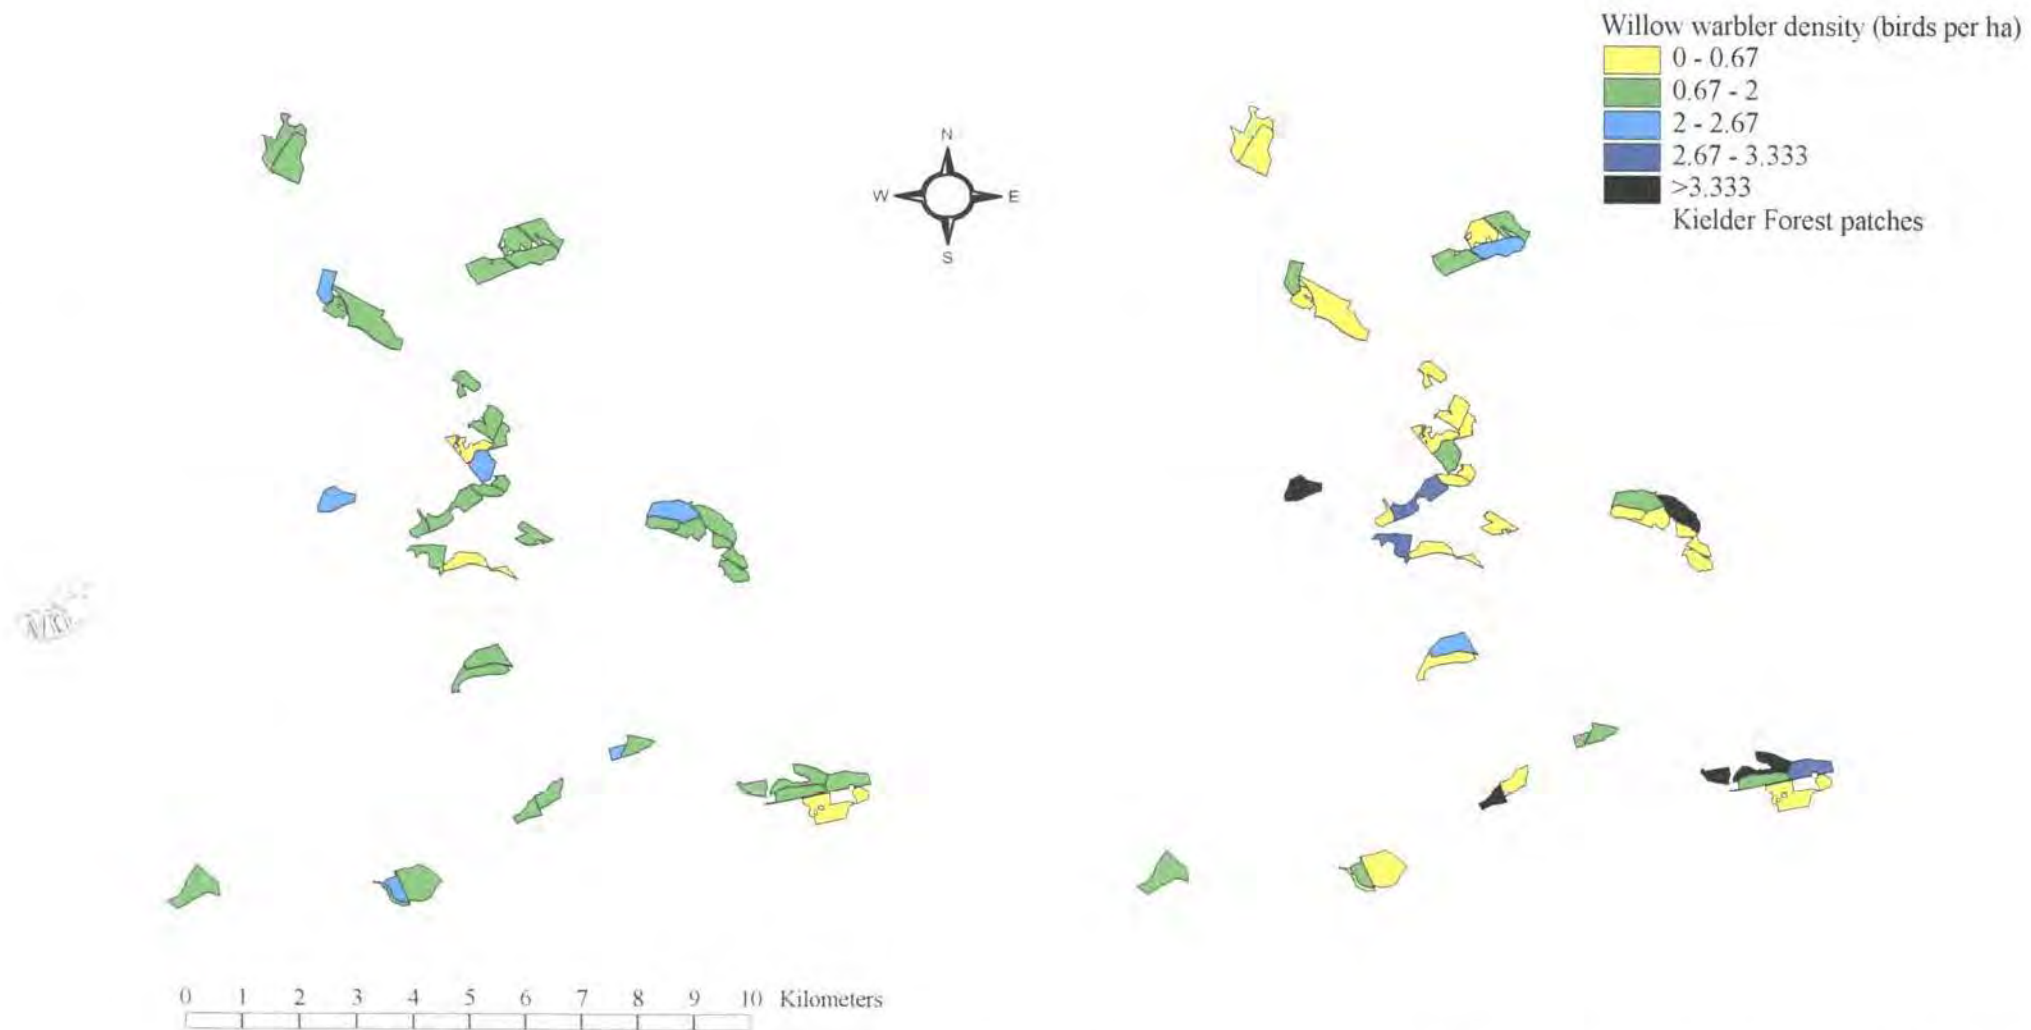 Willow warbler density (birds per ha)
0 - 0.67
0.67 - 2
2 - 2.67
2.67 - 3.333
>3.333
Kielder Forest patches
N
W E
S
0 1 2 3 4 5 6 7 8 9 10 Kilometers